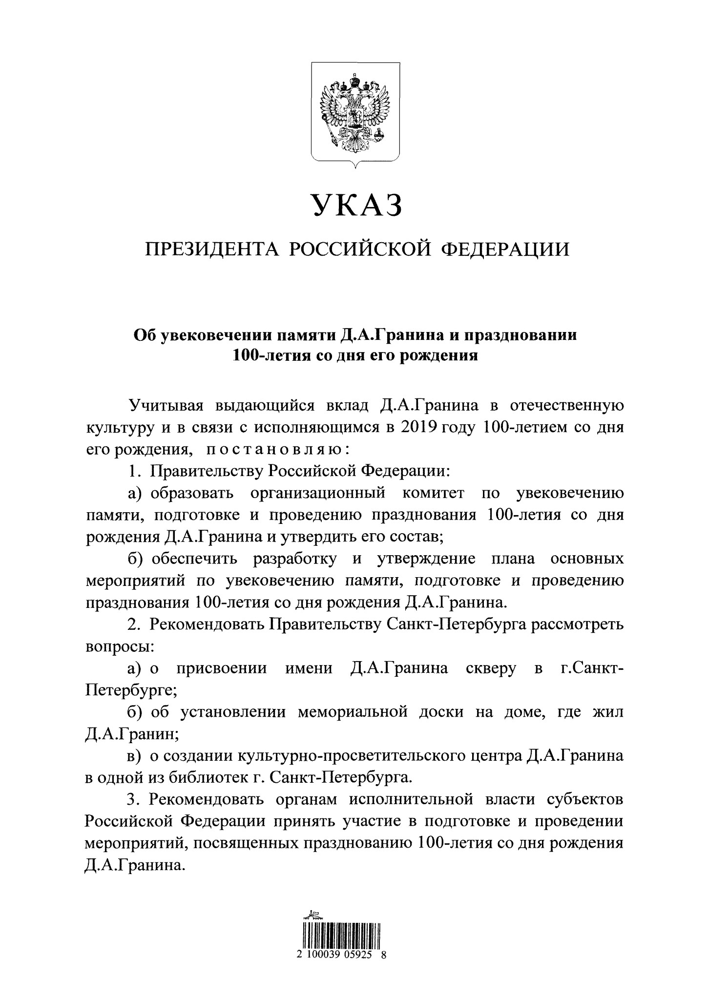 УКАЗ
ПРЕЗИДЕНТА РОССИЙСКОЙ ФЕДЕРАЦИИ
Об увековечении памяти Д.А.Гранина и праздновании
100-летия со дня его рождения
Учитывая выдающийся вклад Д.А.Гранина в отечественную
культуру и в связи с исполняющимся в 2019 году 100-летием со дня
его рождения, постановляю:
1. Правительству Российской Федерации:
а) образовать организационный комитет по увековечению
памяти, подготовке и проведению празднования 100-летия со дня
рождения Д.А.Гранина и утвердить его состав;
б) обеспечить разработку и утверждение плана основных
мероприятий по увековечению памяти, подготовке и проведению
празднования 100-летия со дня рождения Д.А.Гранина.
2. Рекомендовать Правительству Санкт-Петербурга рассмотреть
вопросы:
а) о присвоении имени Д.А.Гранина скверу в г.Санкт-
Петербурге;
б) об установлении мемориальной доски на доме, где жил
Д.А.Гранин;
в) о создании культурно-просветительского центра Д.А.Гранина
в одной из библиотек г. Санкт-Петербурга.
3. Рекомендовать органам исполнительной власти субъектов
Российской Федерации принять участие в подготовке и проведении
мероприятий, посвященных празднованию 100-летия со дня рождения
Д.А.Гранина.
2 100039 05925 8